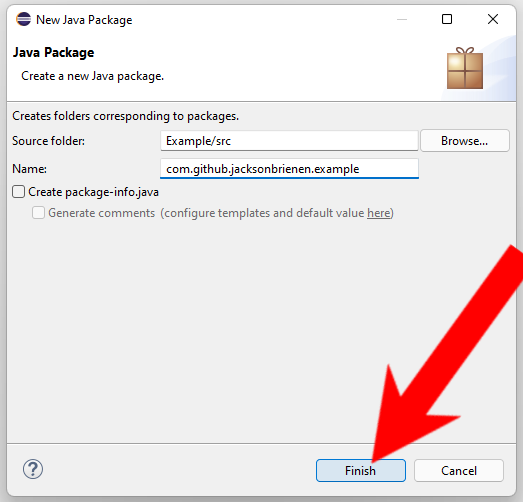 New Java Package
Java Package
Create a new Java package.
Creates folders corresponding to packages.
Source folder: Example/src Browse...
Name: com.github.jacksonbrienen.example
Create package-info.java
Generate comments (configure templates and default value here)
? Finish Cancel